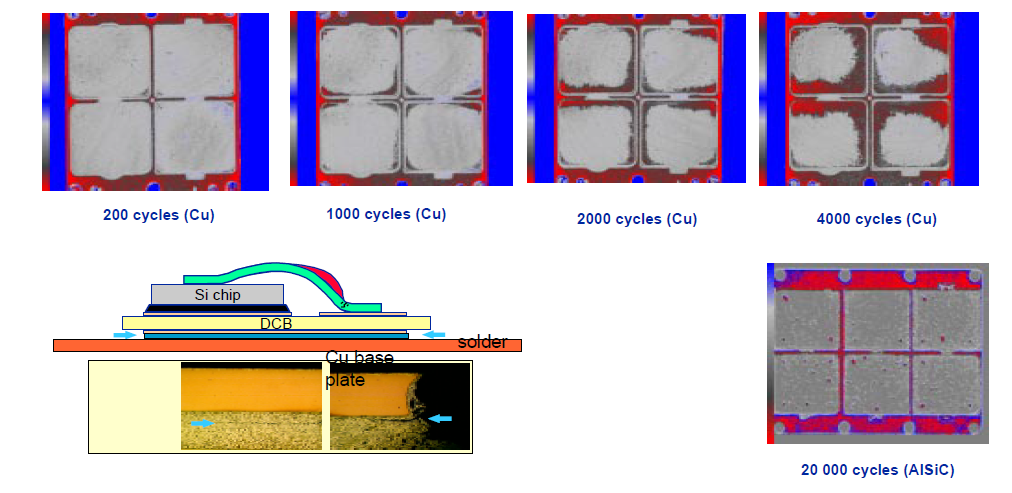 200 cycles (Cu)
1000 cycles (Cu)
2000 cycles (Cu)
4000 cycles (Cu)
Si chip
DCB
solder
Cu base
plate
20 000 cycles (AlSiC)